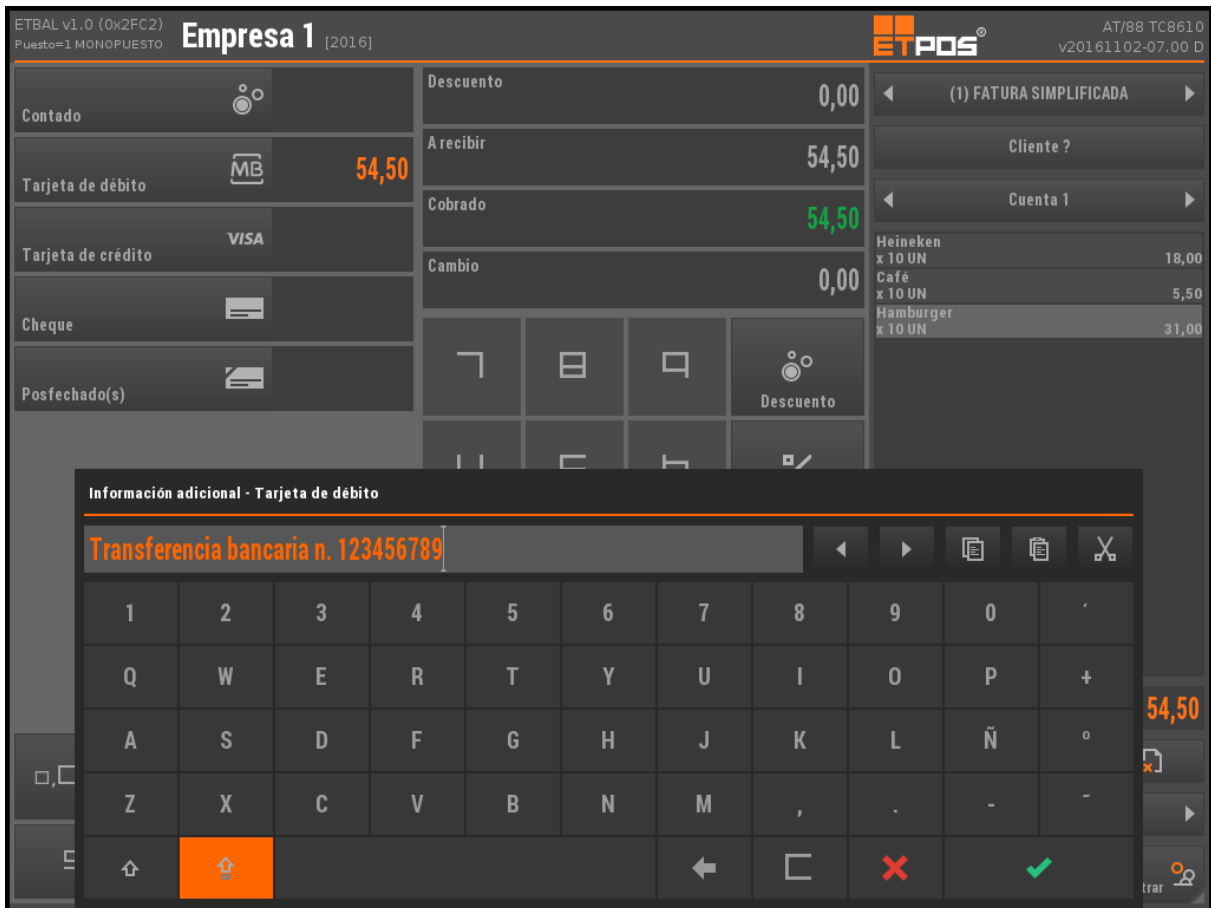 ETBAL v1.0 (0x2FC2)
Puesto=1 MONOPUESTO
Empresa 1 [2016]
ETPOS®
AT/88 TC8610
v20161102-07.00 D
Contado
Tarjeta de débito
MB
54,50
Tarjeta de crédito
VISA
Cheque
Posfechado(s)
Descuento
0,00
A recibir
54,50
Cobrado
54,50
Cambio
0,00
Descuento
(1) FATURA SIMPLIFICADA
Cliente ?
Cuenta 1
Heineken
x 10 UN 18,00
Café
x 10 UN 5,50
Hamburger
x 10 UN 31,00
54,50
Información adicional - Tarjeta de débito
Transferencia bancaria n. 123456789
1 2 3 4 5 6 7 8 9 0 ´
Q W E R T Y U I O P +
A S D F G H J K L Ñ º
Z X C V B N M , . - ~
trar